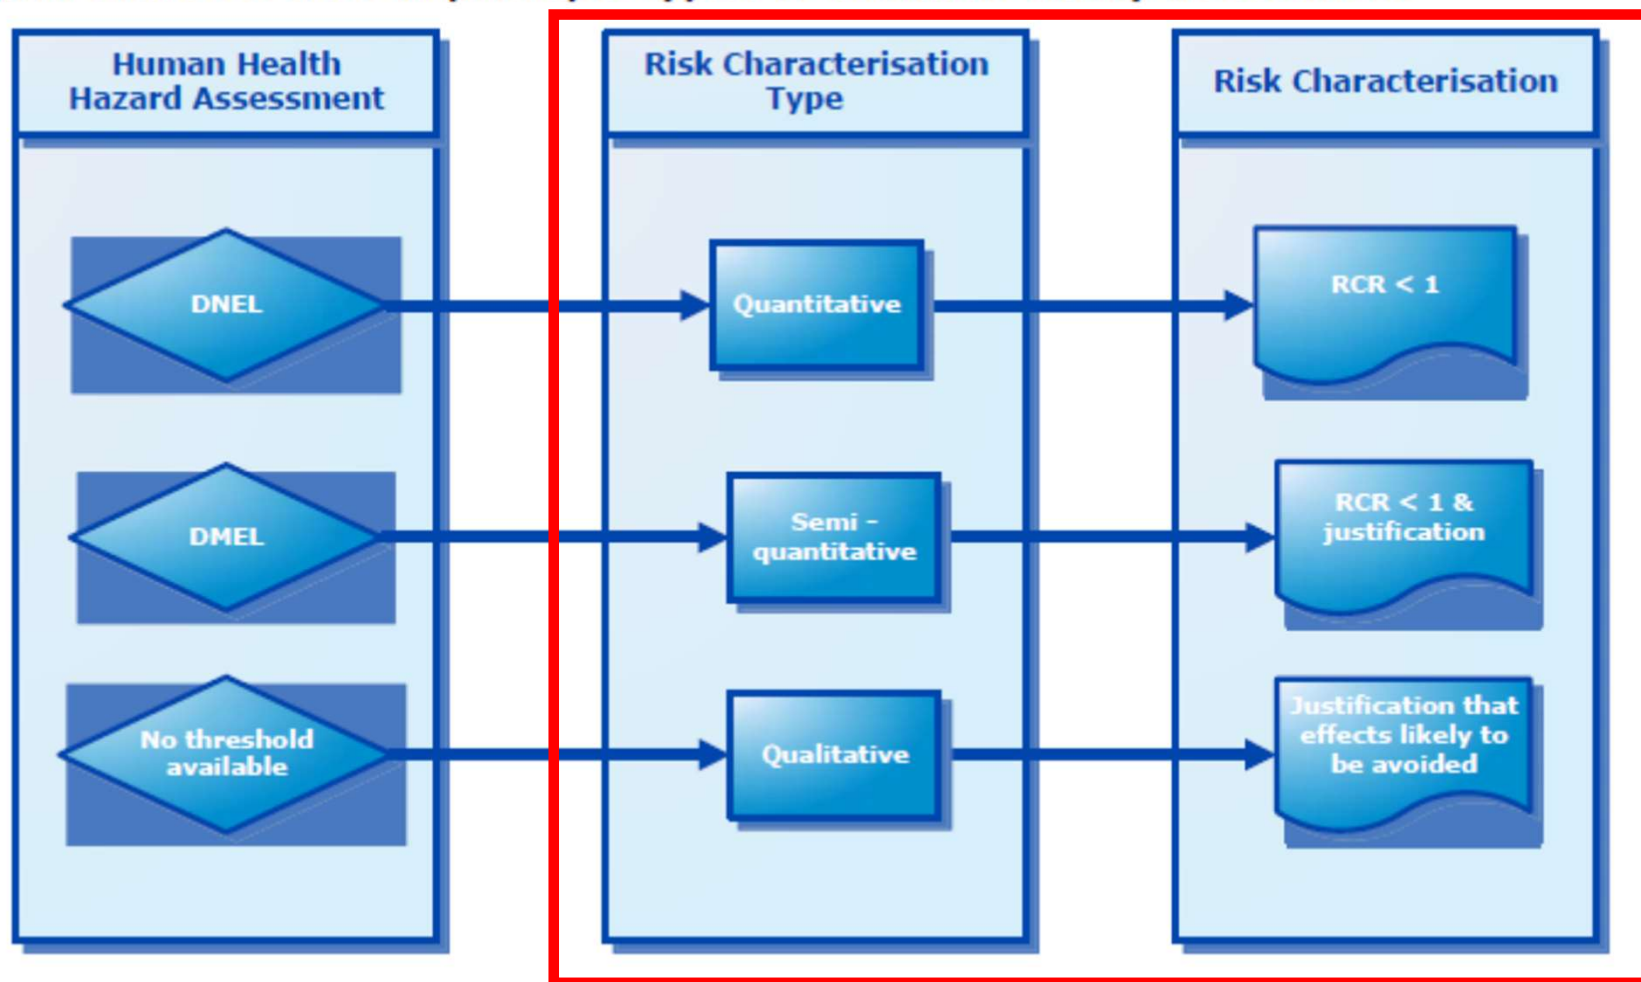 Human Health
Hazard Assessment
Risk Characterisation
Type
Risk Characterisation
DNEL
Quantitative
RCR < 1
DMEL
Semi -
quantitative
RCR < 1 &
justification
No threshold
available
Qualitative
Justification that
effects likely to
be avoided